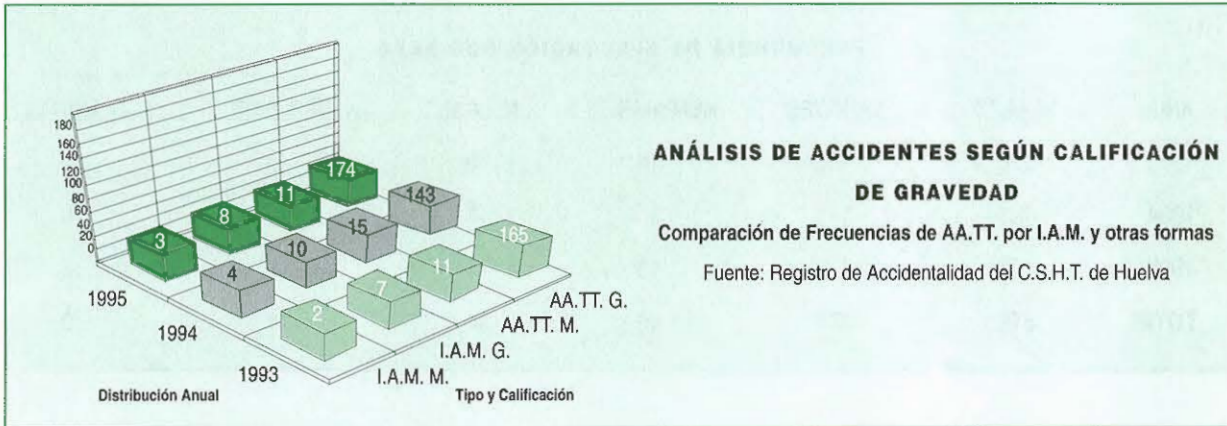 180
160
140
120
100
80
60
40
20
0
174
11
8
3
143
15
10
4
165
11
7
2
1995
1994
1993
AA.TT. G.
AA.TT. M.
I.A.M. G.
I.A.M. M.
Distribución Anual
Tipo y Calificación
ANÁLISIS DE ACCIDENTES SEGÚN CALIFICACIÓN
DE GRAVEDAD
Comparación de Frecuencias de AA.TT. por I.A.M. y otras formas
Fuente: Registro de Accidentalidad del C.S.H.T. de Huelva